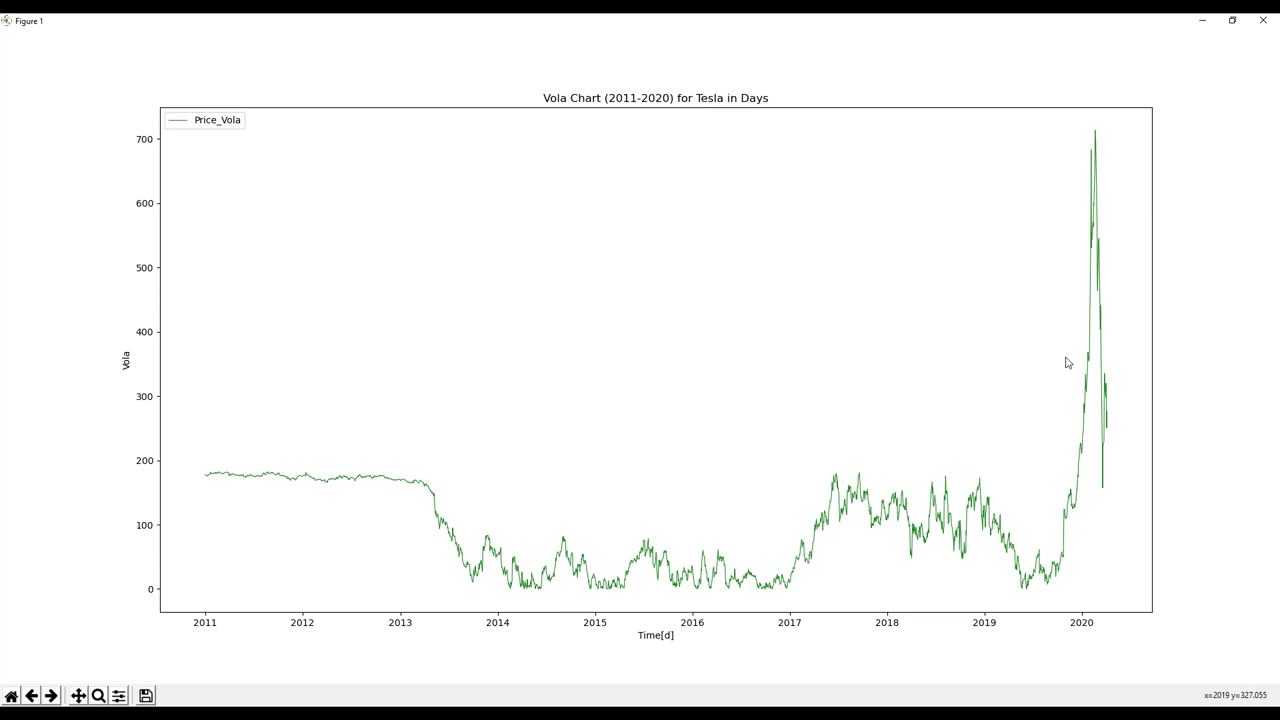 Figure 1
Vola Chart (2011-2020) for Tesla in Days
Price_Vola
700
600
500
400
300
200
100
0
Vola
2011 2012 2013 2014 2015 2016 2017 2018 2019 2020
Time[d]
x=2019 y=327.055